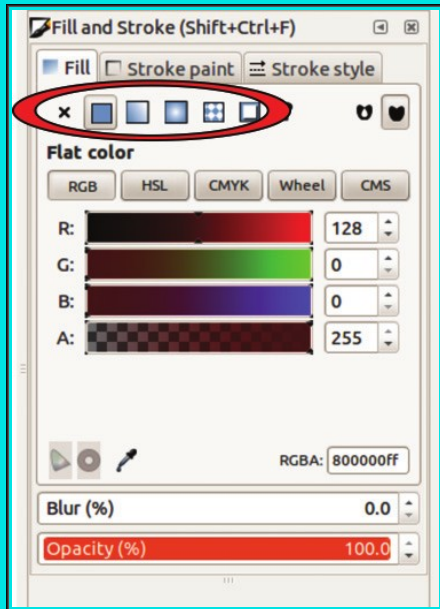 Fill and Stroke (Shift+Ctrl+F)
Fill Stroke paint Stroke style
Flat color
RGB HSL CMYK Wheel CMS
R: 128
G: 0
B: 0
A: 255
RGBA: 800000ff
Blur (%) 0.0
Opacity (%) 100.0